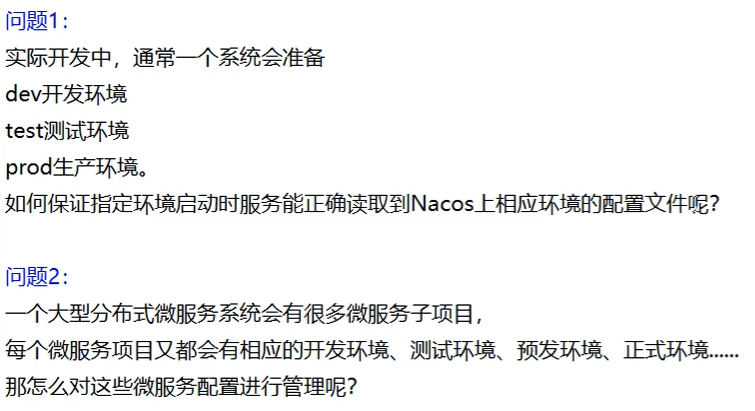 问题1：
实际开发中，通常一个系统会准备
dev开发环境
test测试环境
prod生产环境。
如何保证指定环境启动时服务能正确读取到Nacos上相应环境的配置文件呢？
问题2：
一个大型分布式微服务系统会有很多微服务子项目，
每个微服务项目又都会有相应的开发环境、测试环境、预发环境、正式环境......
那怎么对这些微服务配置进行管理呢？